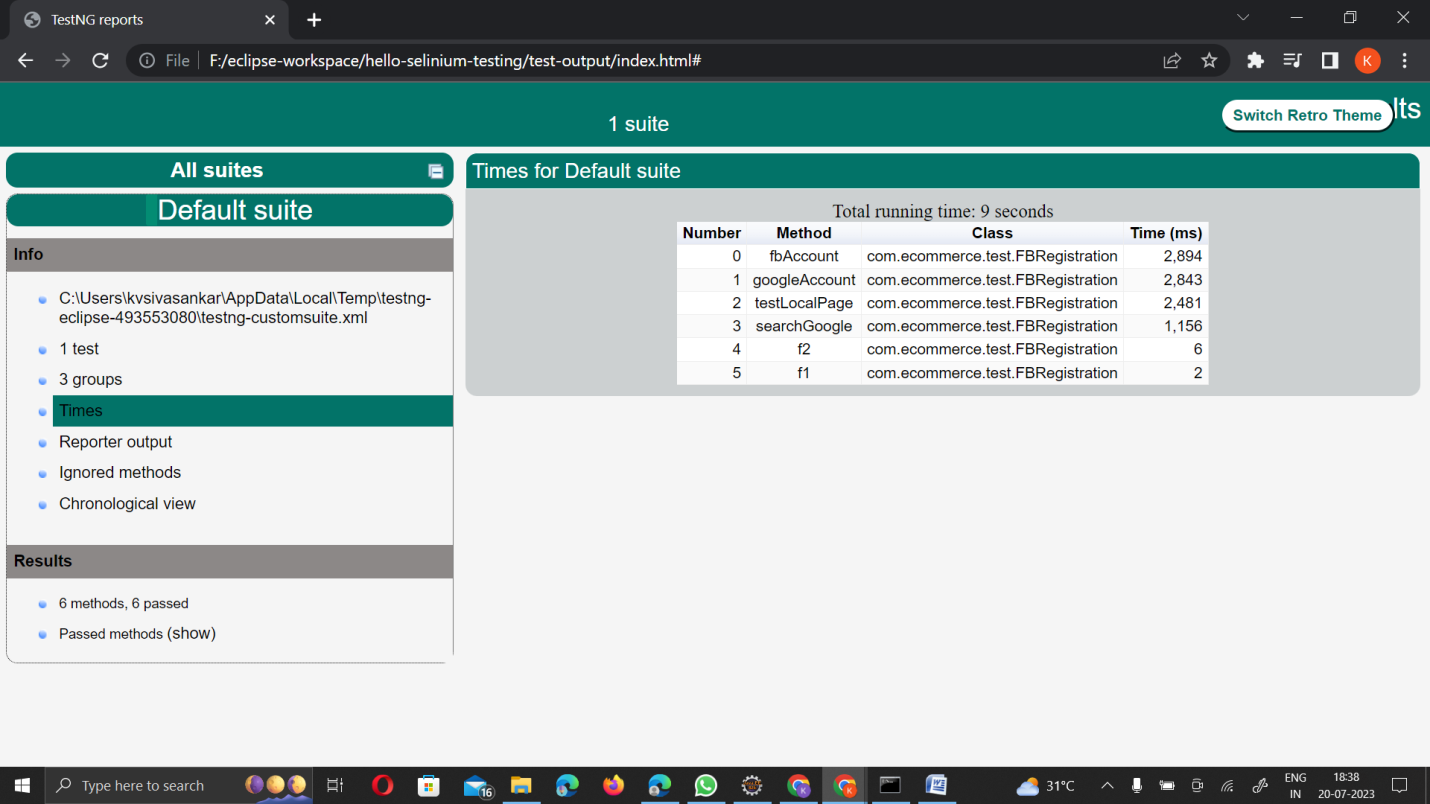 TestNG reports
File F:/eclipse-workspace/hello-selinium-testing/test-output/index.html#
K
1 suite
Switch Retro Theme
lts
All suites
Default suite
Info
C:\Users\kvsivasankar\AppData\Local\Temp\testng-
eclipse-493553080\testng-customsuite.xml
1 test
3 groups
Times
Reporter output
Ignored methods
Chronological view
Results
6 methods, 6 passed
Passed methods (show)
Times for Default suite
Total running time: 9 seconds
Number Method Class Time (ms)
0 fbAccount com.ecommerce.test.FBRegistration 2,894
1 googleAccount com.ecommerce.test.FBRegistration 2,843
2 testLocalPage com.ecommerce.test.FBRegistration 2,481
3 searchGoogle com.ecommerce.test.FBRegistration 1,156
4 f2 com.ecommerce.test.FBRegistration 6
5 f1 com.ecommerce.test.FBRegistration 2
Type here to search
16
31°C
ENG
IN
18:38
20-07-2023